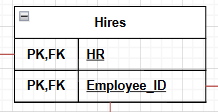 Hires
PK,FK HR
PK,FK Employee_ID